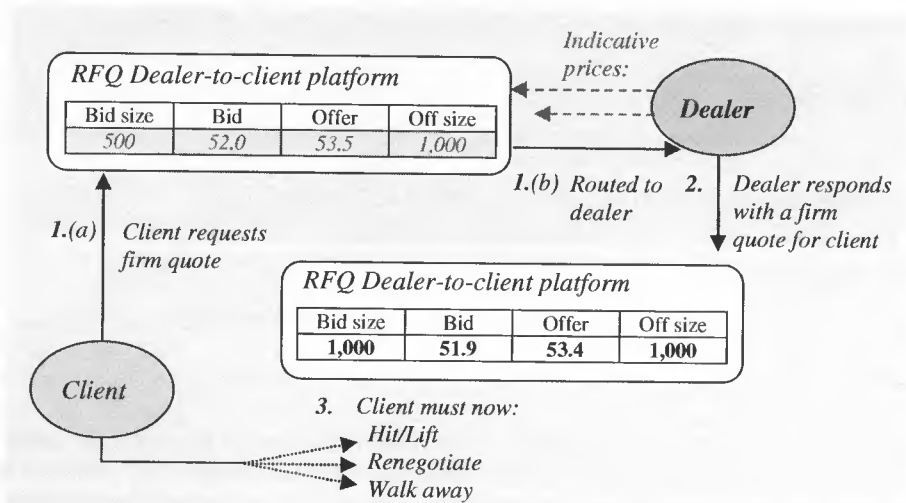 Indicative
prices:
RFQ Dealer-to-client platform
Bid size Bid Offer Off size
500 52.0 53.5 1,000
Dealer
1.(b) Routed to
dealer
2. Dealer responds
with a firm
quote for client
1.(a) Client requests
firm quote
RFQ Dealer-to-client platform
Bid size Bid Offer Off size
1,000 51.9 53.4 1,000
Client
3. Client must now:
Hit/Lift
Renegotiate
Walk away